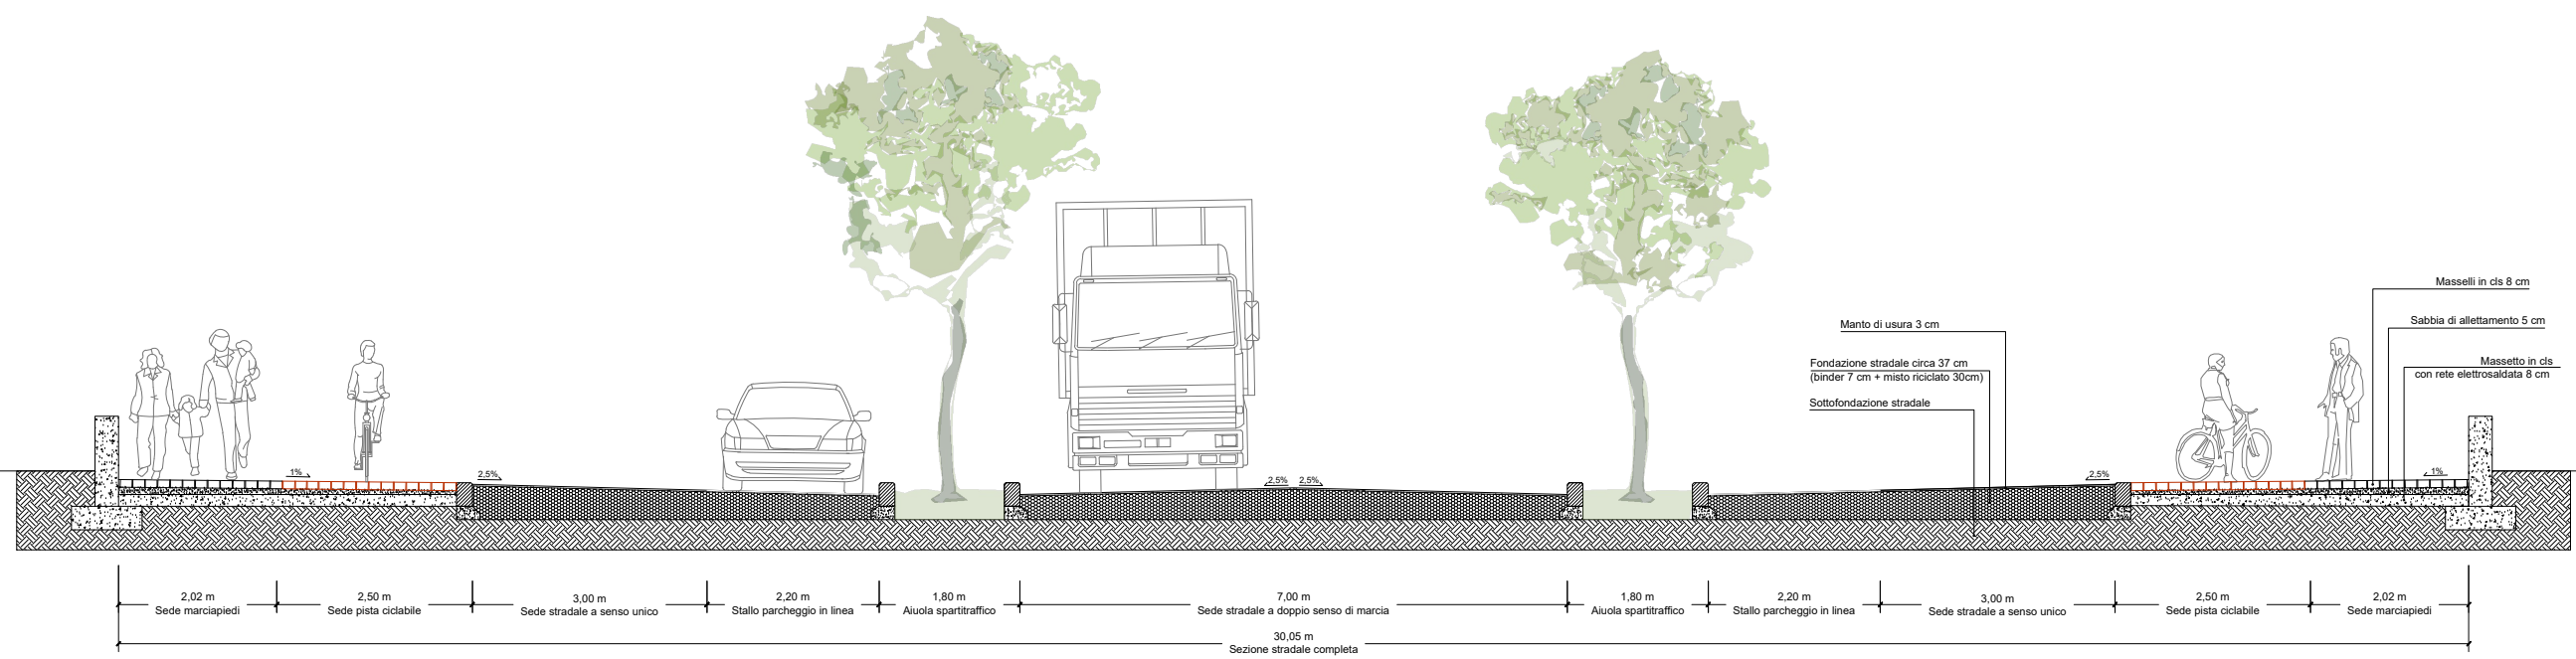 Masselli in cls 8 cm
Sabbia di allettamento 5 cm
Manto di usura 3 cm
Massetto in cls
con rete elettrosaldata 8 cm
Fondazione stradale circa 37 cm
(binder 7 cm + misto riciclato 30cm)
Sottofondazione stradale
1%
2,5%
2,5%
2,5%
2,5%
1%
2,02 m
Sede marciapiedi
2,50 m
Sede pista ciclabile
3,00 m
Sede stradale a senso unico
2,20 m
Stallo parcheggio in linea
1,80 m
Aiuola spartitraffico
7,00 m
Sede stradale a doppio senso di marcia
1,80 m
Aiuola spartitraffico
2,20 m
Stallo parcheggio in linea
3,00 m
Sede stradale a senso unico
2,50 m
Sede pista ciclabile
2,02 m
Sede marciapiedi
30,05 m
Sezione stradale completa